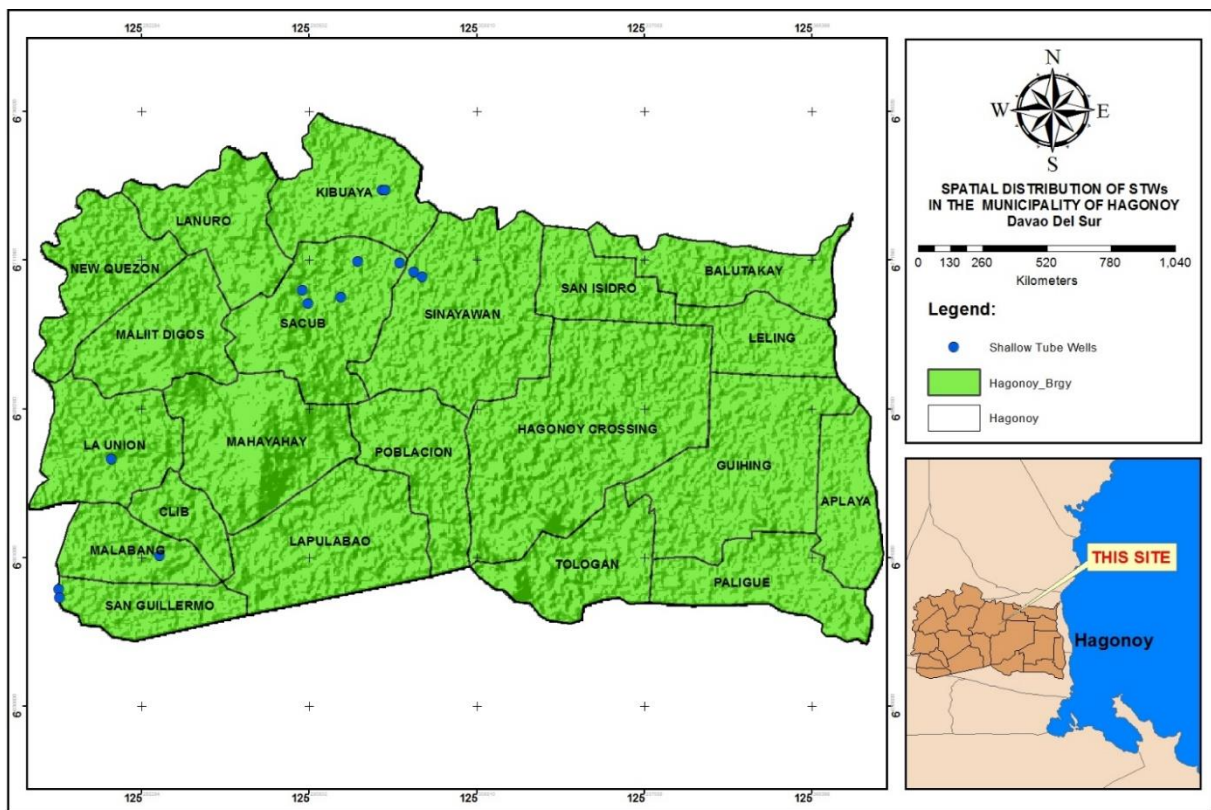 125
125
125
125
125
N
W
E
S
SPATIAL DISTRIBUTION OF STWs
IN THE MUNICIPALITY OF HAGONOY
Davao Del Sur
0 130 260 520 780 1,040
Kilometers
Legend:
Shallow Tube Wells
Hagonoy_Brgy
Hagonoy
6
6
6
6
6
6
6
6
6
6
KIBUAYA
LANURO
NEW QUEZON
BALUTAKAY
SAN ISIDRO
SINAYAWAN
SACUB
MALIIT DIGOS
LELING
HAGONOY CROSSING
MAHAYAHAY
LA UNION
POBLACION
GUIHING
APLAYA
CLIB
LAPULABAO
MALABANG
TOLOGAN
PALIGUE
SAN GUILLERMO
THIS SITE
Hagonoy
125
125
125
125
125